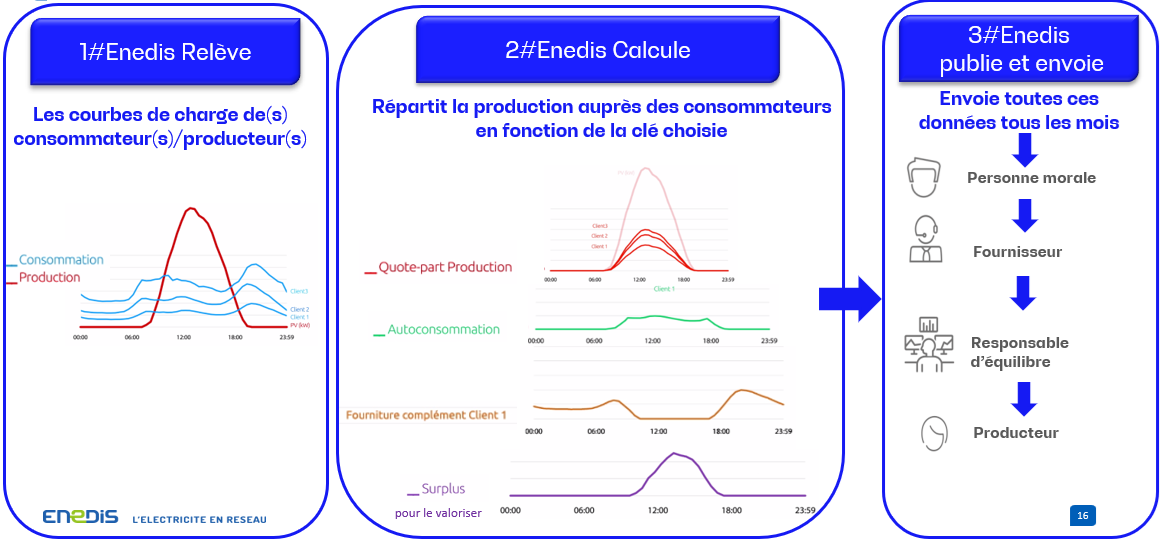 1#Enedis Relève
Les courbes de charge de(s)
consommateur(s)/producteur(s)
Consommation
Production
Client3
Client 2
Client 1
PV (kW)
00:00 06:00 12:00 18:00 23:59
ENEDIS
L'ELECTRICITE EN RESEAU
2#Enedis Calcule
Répartit la production auprès des consommateurs
en fonction de la clé choisie
Client3
Client 2
Client 1
Quote-part Production
00:00 06:00 12:00 18:00 23:59
Client 1
Autoconsommation
00:00 06:00 12:00 18:00 23:59
Fourniture complément Client 1
00:00 06:00 12:00 18:00 23:59
Surplus
pour le valoriser
00:00 06:00 12:00 18:00 23:59
3#Enedis
publie et envoie
Envoie toutes ces
données tous les mois
Personne morale
Fournisseur
Responsable
d'équilibre
Producteur
16